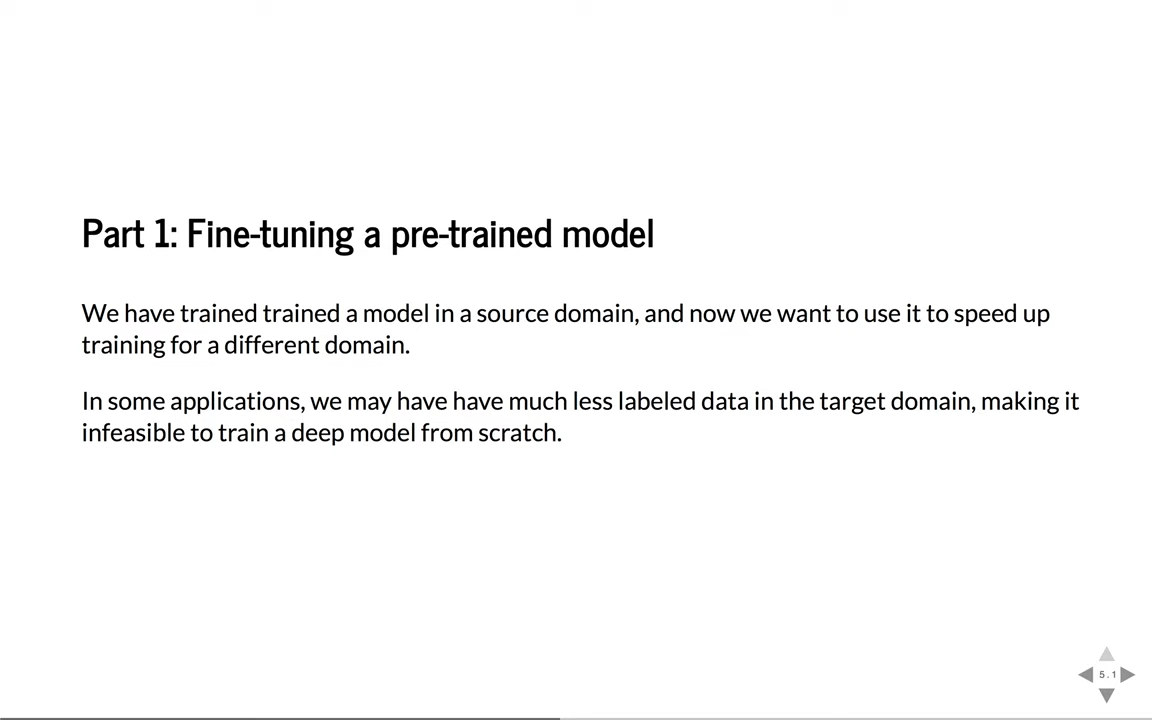 Part 1: Fine-tuning a pre-trained model
We have trained trained a model in a source domain, and now we want to use it to speed up
training for a different domain.
In some applications, we may have have much less labeled data in the target domain, making it
infeasible to train a deep model from scratch.
5.1